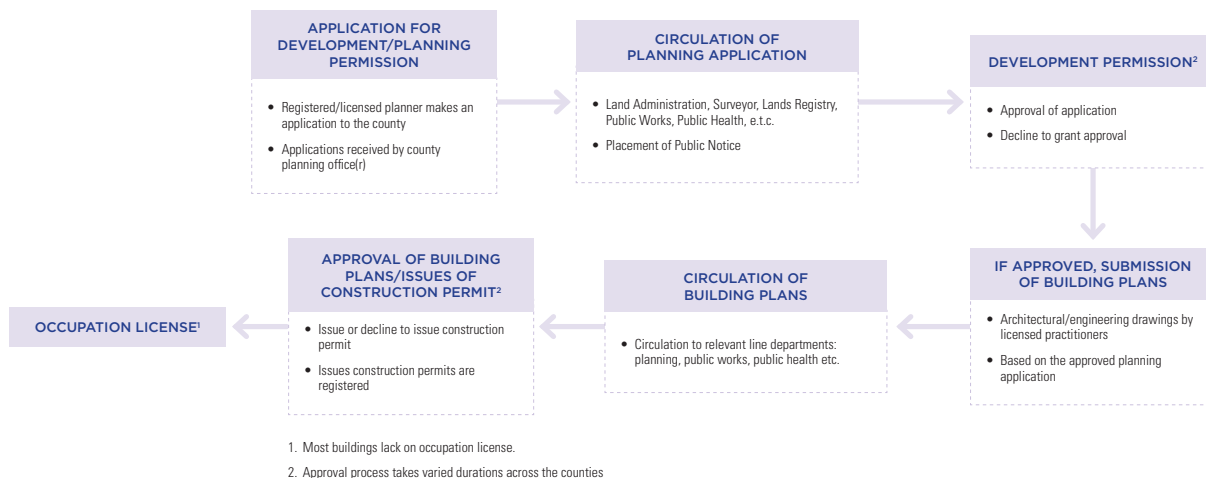 APPLICATION FOR
DEVELOPMENT/PLANNING
PERMISSION
• Registered/licensed planner makes an
application to the county
• Applications received by county
planning office(r)
CIRCULATION OF
PLANNING APPLICATION
• Land Administration, Surveyor, Lands Registry,
Public Works, Public Health, e.t.c.
• Placement of Public Notice
DEVELOPMENT PERMISSION²
• Approval of application
• Decline to grant approval
IF APPROVED, SUBMISSION
OF BUILDING PLANS
• Architectural/engineering drawings by
licensed practitioners
• Based on the approved planning
application
CIRCULATION OF
BUILDING PLANS
• Circulation to relevant line departments:
planning, public works, public health etc.
APPROVAL OF BUILDING
PLANS/ISSUES OF
CONSTRUCTION PERMIT²
• Issue or decline to issue construction
permit
• Issues construction permits are
registered
OCCUPATION LICENSE¹
1. Most buildings lack on occupation license.
2. Approval process takes varied durations across the counties